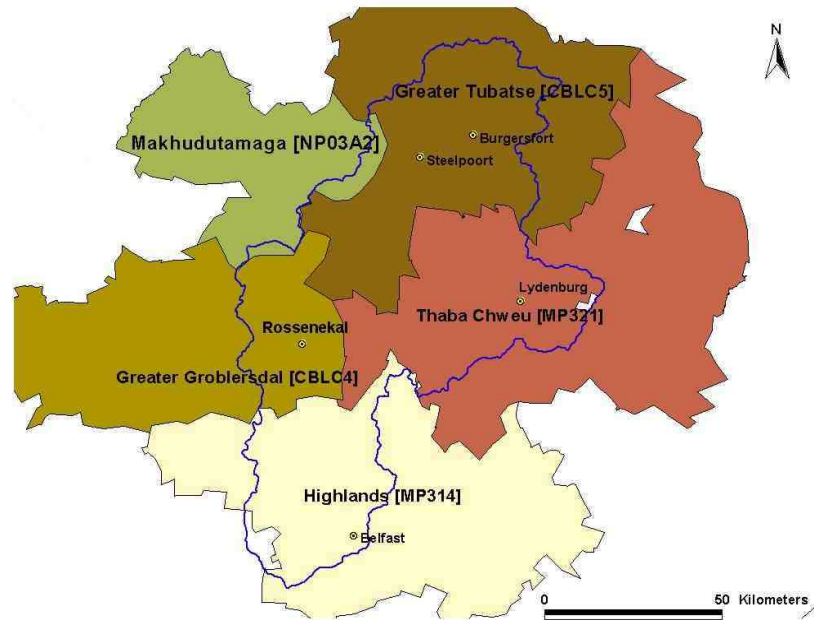 N
Greater Tubatse [CBLC5]
Makhudutamaga [NP03A2]
Burgersfort
Steelpoort
Lydenburg
Thaba Chweu [MP321]
Rossenekal
Greater Groblersdal [CBLC4]
Highlands [MP314]
Belfast
0 50 Kilometers